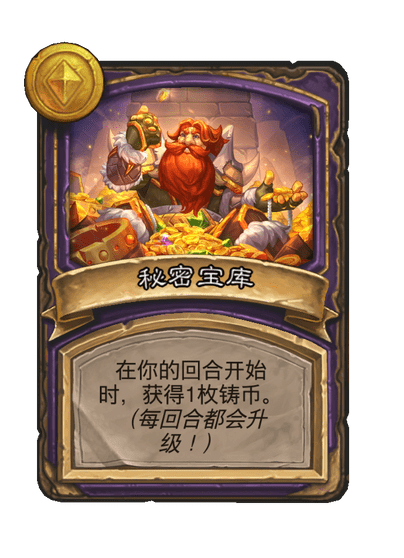 秘密宝库
在你的回合开始
时，获得1枚铸币。
（每回合都会升
级！）